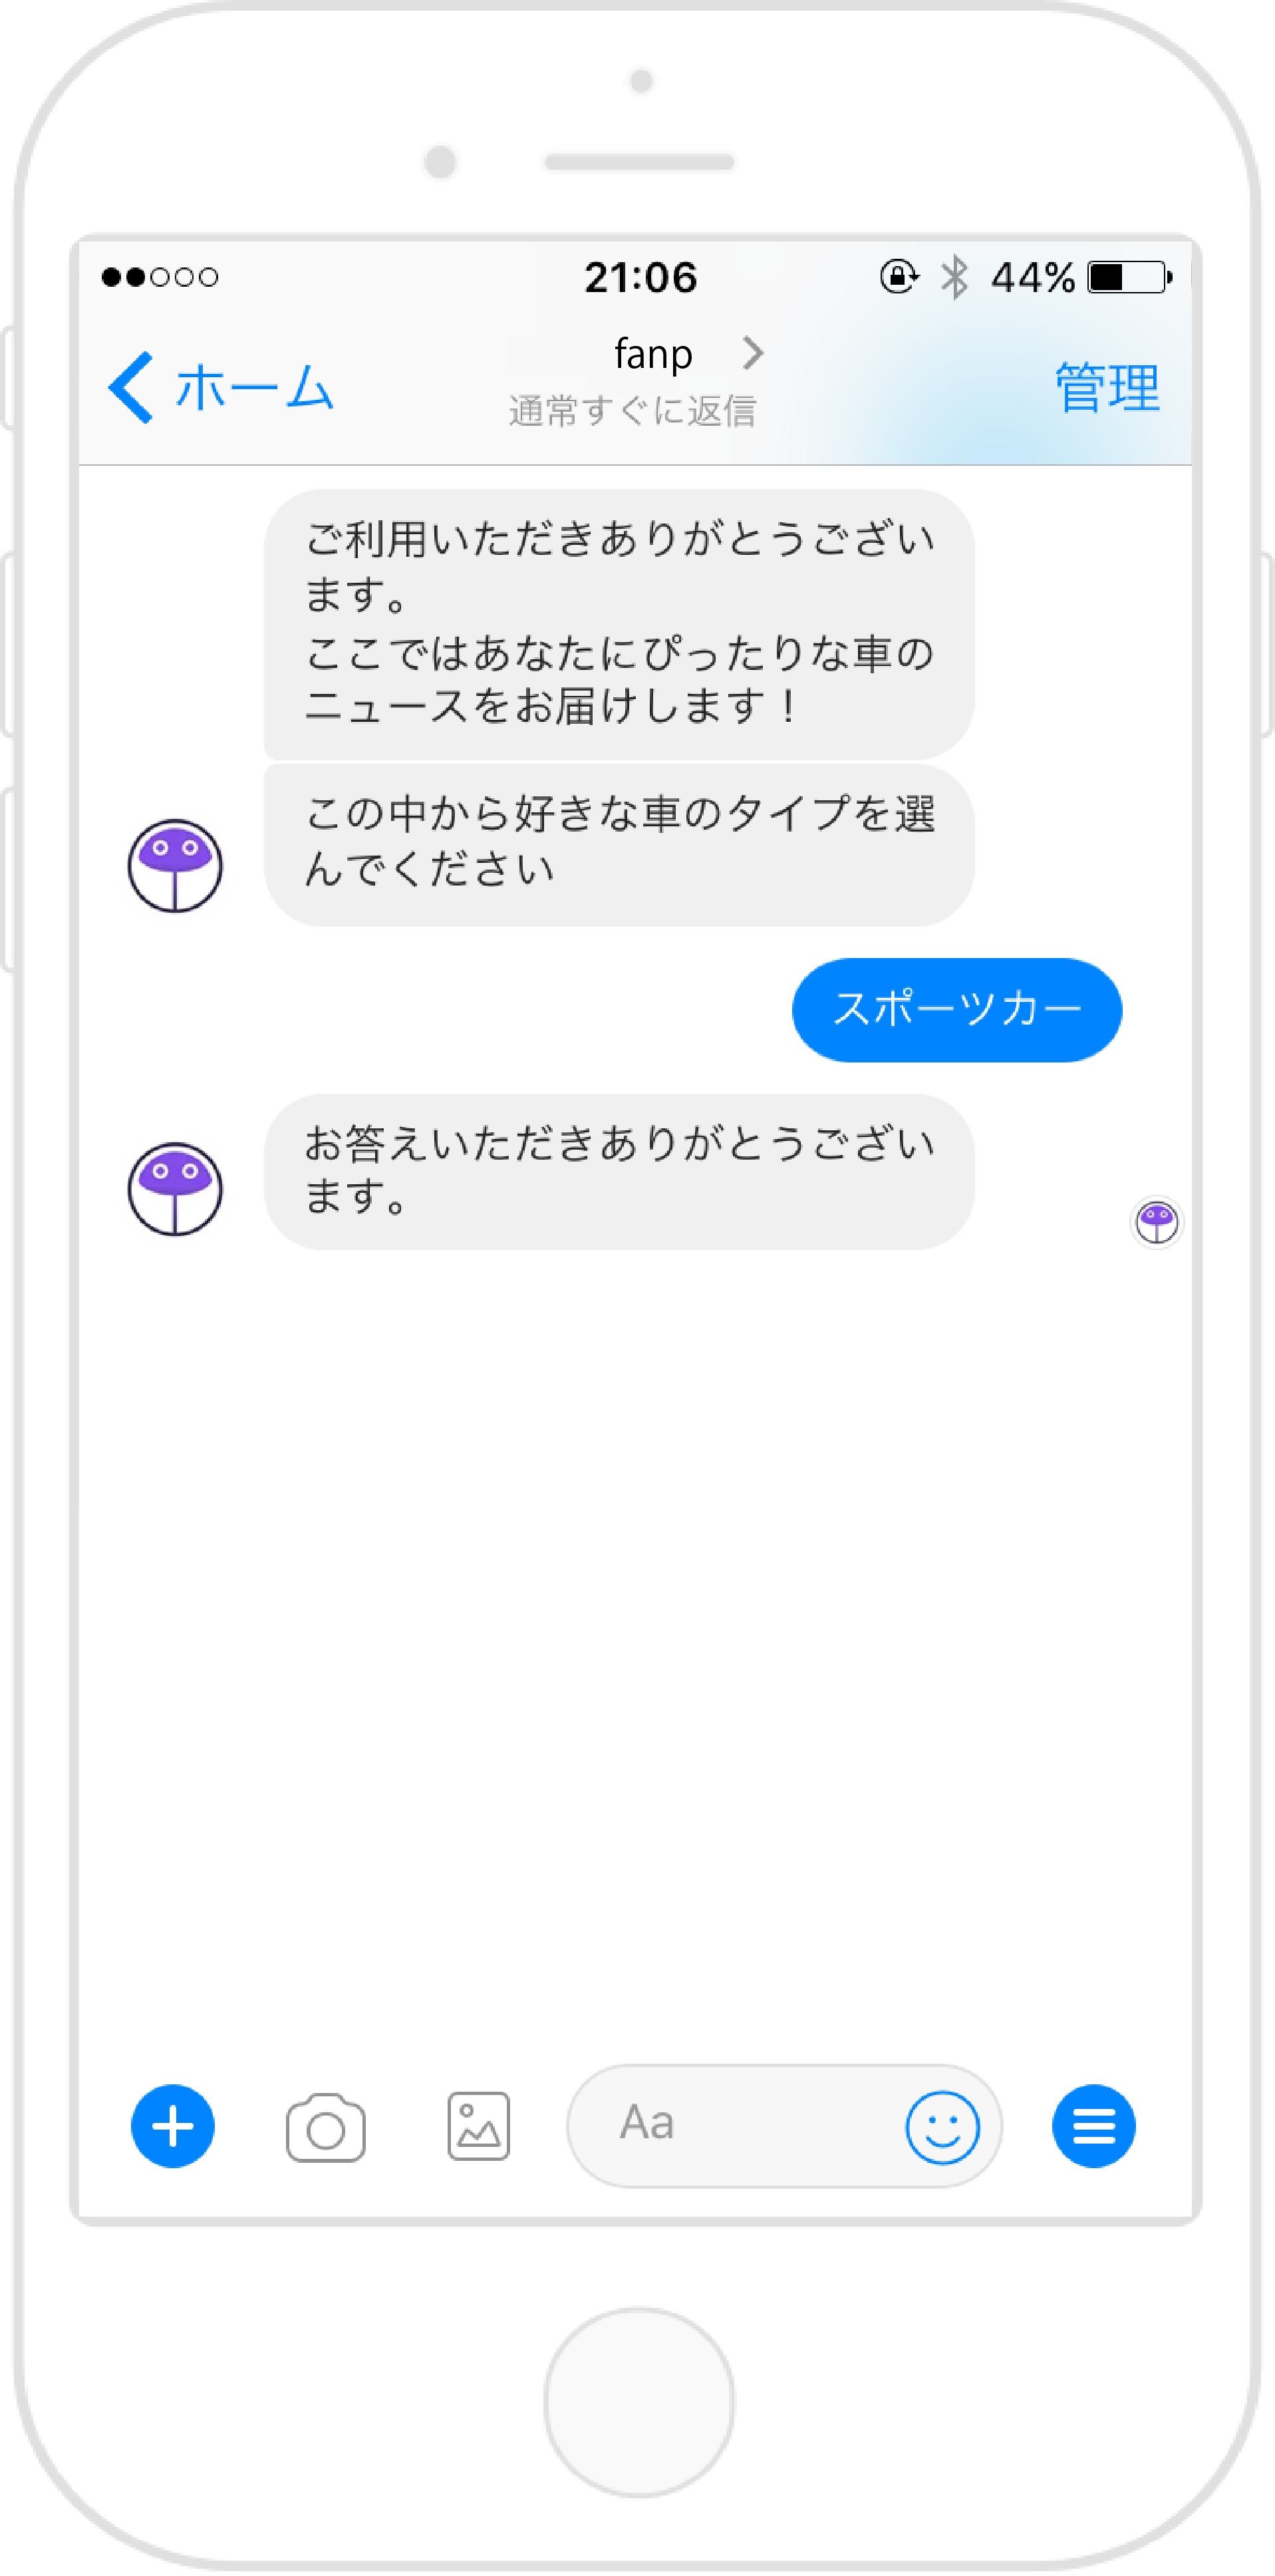 21:06
44%
ホーム
fanp
管理
通常すぐに返信
ご利用いただきありがとうござい
ます。
ここではあなたにぴったりな車の
ニュースをお届けします！
この中から好きな車のタイプを選
んでください
スポーツカー
お答えいただきありがとうござい
ます。
Aa